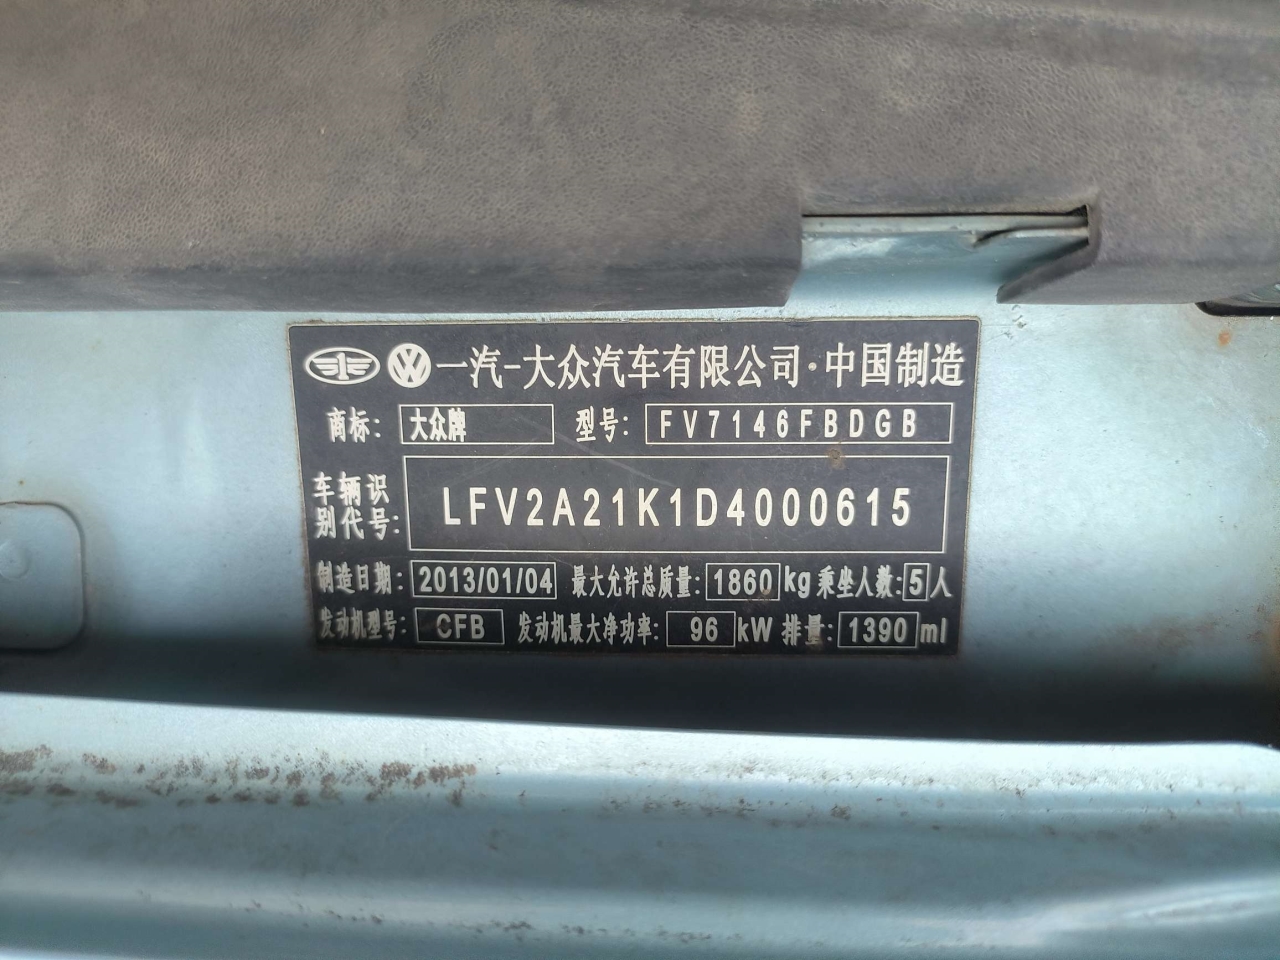 一汽-大众汽车有限公司·中国制造
商标: 大众牌 型号: FV7146FBDGB
车辆识别代号: LFV2A21K1D4000615
制造日期: 2013/01/04 最大允许总质量: 1860 kg 乘坐人数: 5 人
发动机型号: CFB 发动机最大净功率: 96 kW 排量: 1390 ml